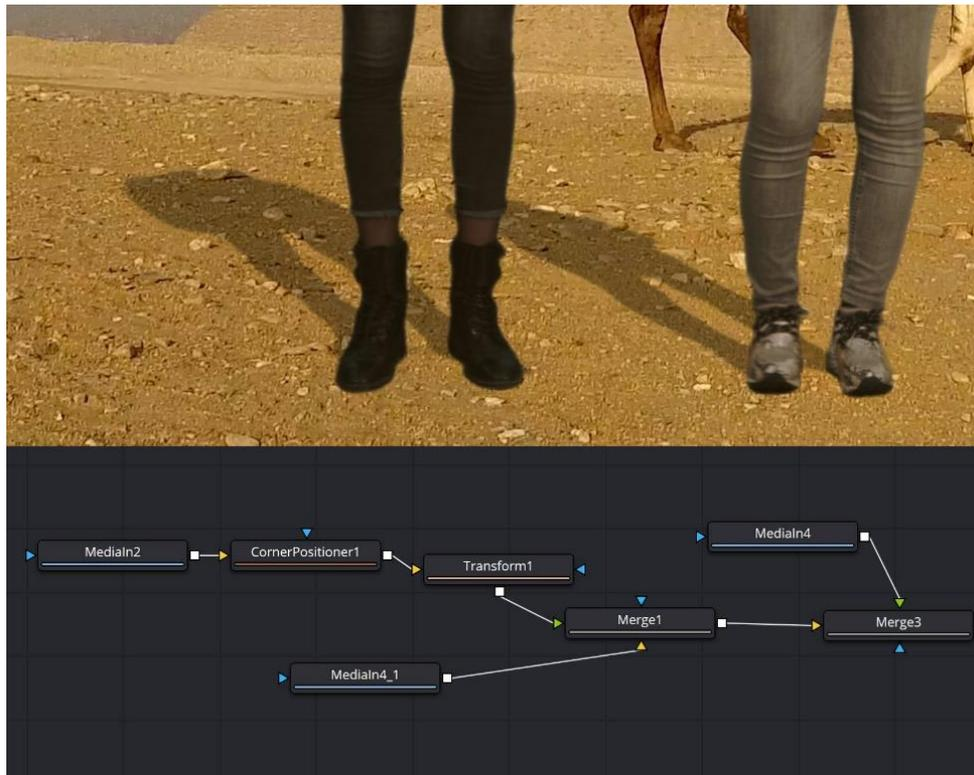 MediaIn2
CornerPositioner1
Transform1
MediaIn4
Merge1
Merge3
MediaIn4_1